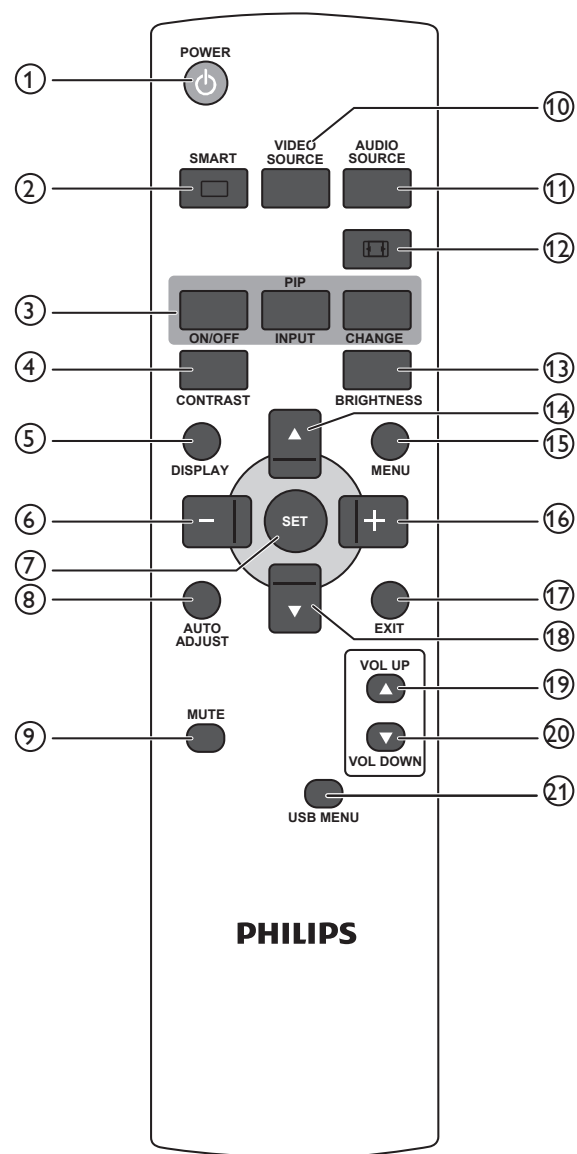 POWER
①
⑩
SMART
VIDEO SOURCE
AUDIO SOURCE
②
⑪
⑫
PIP
③
ON/OFF
INPUT
CHANGE
④
⑬
CONTRAST
BRIGHTNESS
⑭
⑤
DISPLAY
MENU
⑮
⑥
SET
⑯
⑦
⑧
⑰
AUTO ADJUST
EXIT
⑱
VOL UP
⑲
MUTE
⑨
⑳
VOL DOWN
㉑
USB MENU
PHILIPS